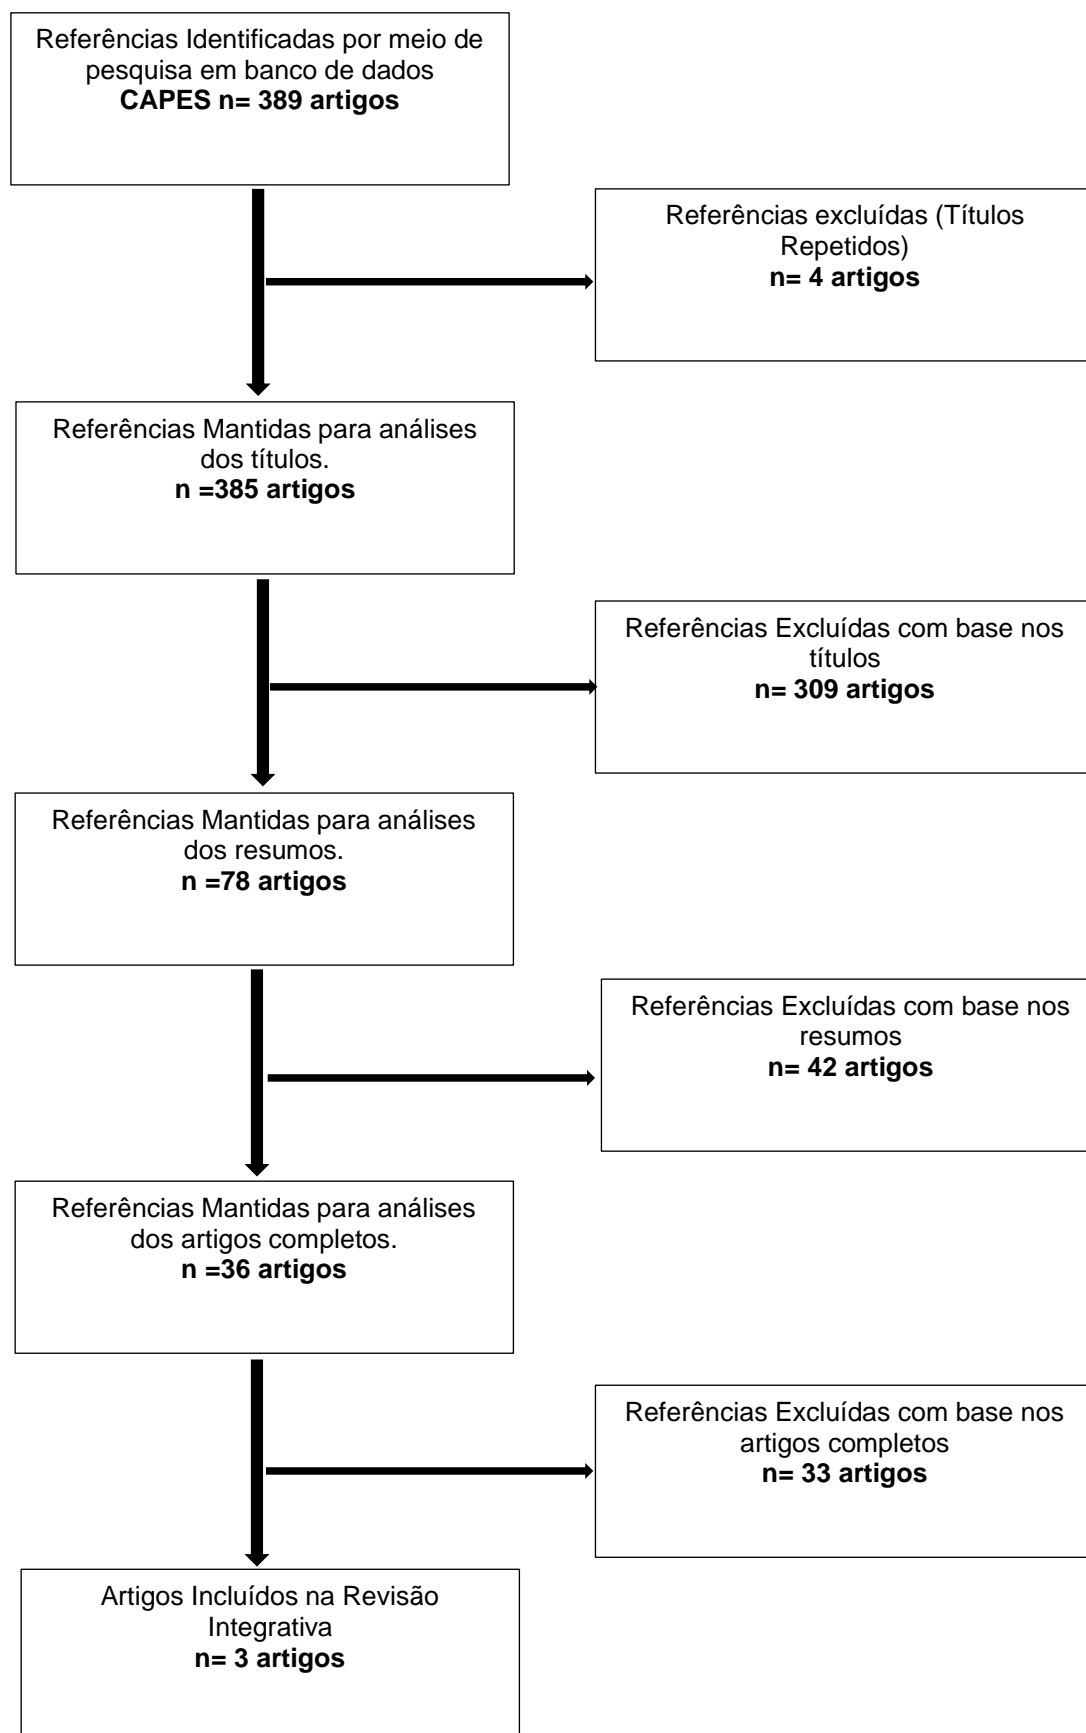 Referências Identificadas por meio de
pesquisa em banco de dados
CAPES n= 389 artigos
Referências excluídas (Títulos
Repetidos)
n= 4 artigos
Referências Mantidas para análises
dos títulos.
n =385 artigos
Referências Excluídas com base nos
títulos
n= 309 artigos
Referências Mantidas para análises
dos resumos.
n =78 artigos
Referências Excluídas com base nos
resumos
n= 42 artigos
Referências Mantidas para análises
dos artigos completos.
n =36 artigos
Referências Excluídas com base nos
artigos completos
n= 33 artigos
Artigos Incluídos na Revisão
Integrativa
n= 3 artigos